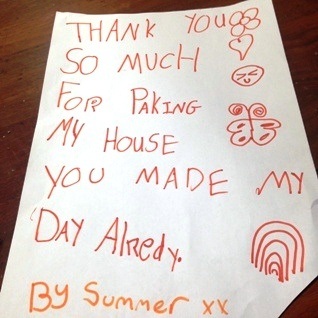 THANK YOU
SO MUCH
FOR PAKING
MY HOUSE
YOU MADE MY
DAY Alredy.
By Summer xx